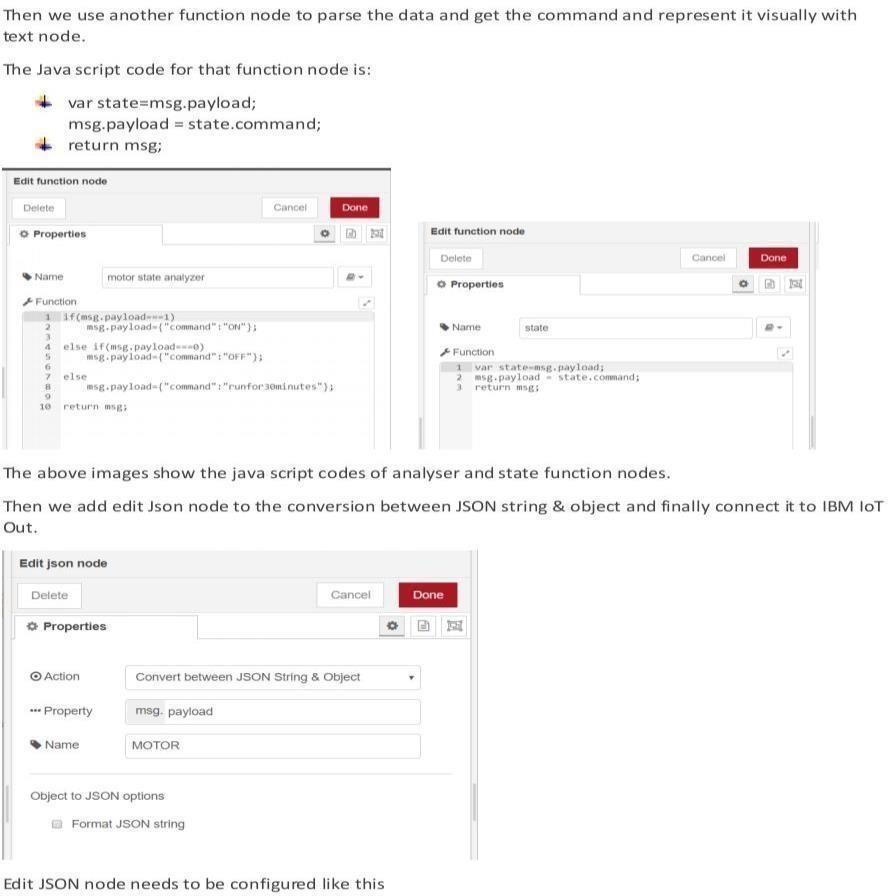 Then we use another function node to parse the data and get the command and represent it visually with
text node.
The Java script code for that function node is:
var state=msg.payload;
msg.payload = state.command;
return msg;
Edit function node
Delete
Cancel
Done
Properties
Name
motor state analyzer
Function
1 if(msg.payload===1)
2 msg.payload={"command":"ON"};
3
4 else if(msg.payload===0)
5 msg.payload={"command":"OFF"};
6
7 else
8 msg.payload={"command":"runfor30minutes"};
9
10 return msg;
Edit function node
Delete
Cancel
Done
Properties
Name
state
Function
1 var state=msg.payload;
2 msg.payload = state.command;
3 return msg;
The above images show the java script codes of analyser and state function nodes.
Then we add edit Json node to the conversion between JSON string & object and finally connect it to IBM IoT
Out.
Edit json node
Delete
Cancel
Done
Properties
Action
Convert between JSON String & Object
Property
msg. payload
Name
MOTOR
Object to JSON options
Format JSON string
Edit JSON node needs to be configured like this